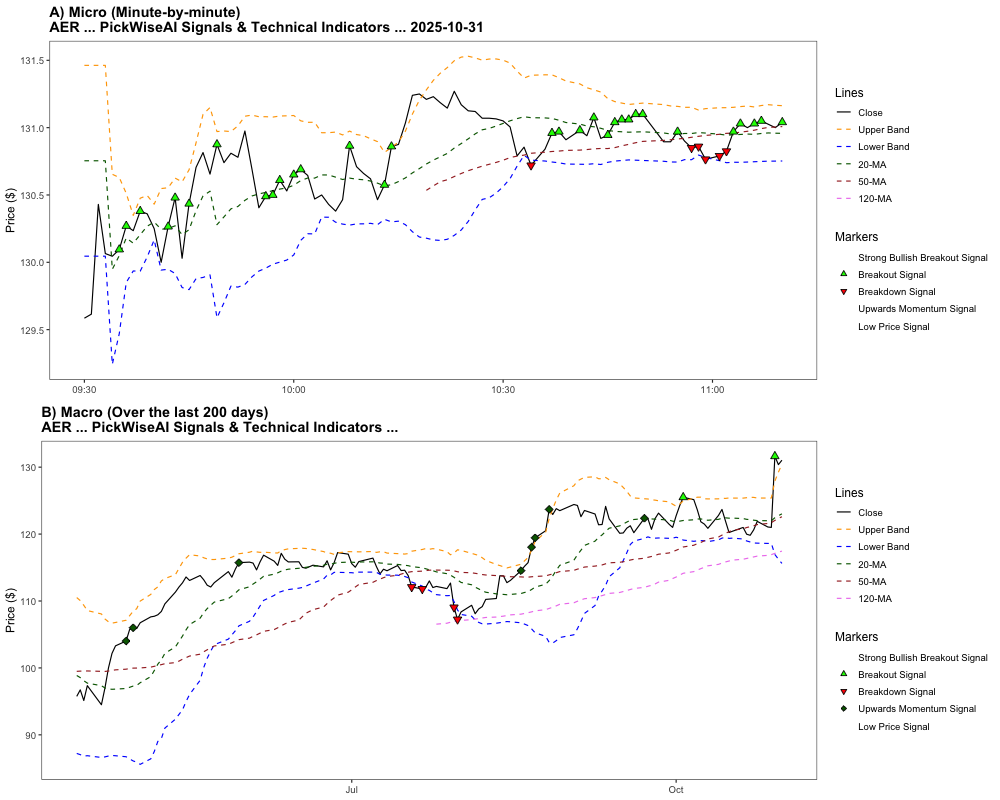 A) Micro (Minute-by-minute)
AER ... PickWiseAI Signals & Technical Indicators ... 2025-10-31
Price ($)
131.5
131.0
130.5
130.0
129.5
09:30
10:00
10:30
11:00
Lines
Close
Upper Band
Lower Band
20-MA
50-MA
120-MA
Markers
Strong Bullish Breakout Signal
Breakout Signal
Breakdown Signal
Upwards Momentum Signal
Low Price Signal
B) Macro (Over the last 200 days)
AER ... PickWiseAI Signals & Technical Indicators ...
Price ($)
130
120
110
100
90
Jul
Oct
Lines
Close
Upper Band
Lower Band
20-MA
50-MA
120-MA
Markers
Strong Bullish Breakout Signal
Breakout Signal
Breakdown Signal
Upwards Momentum Signal
Low Price Signal